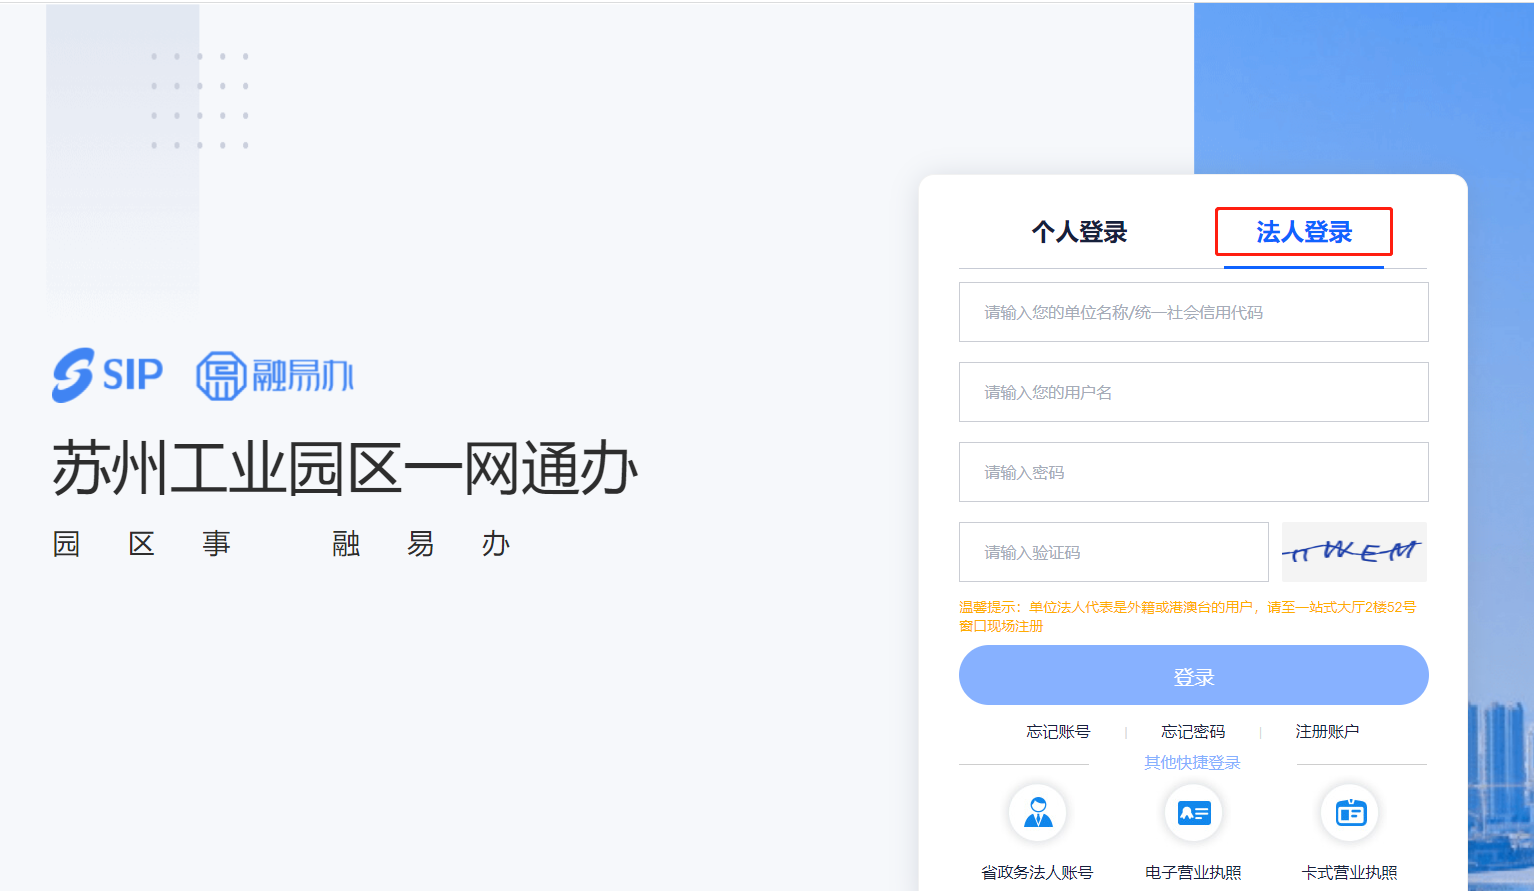 个人登录 法人登录
请输入您的单位名称/统一社会信用代码
请输入您的用户名
请输入密码
请输入验证码
温馨提示：单位法人代表是外籍或港澳台的用户，请至一站式大厅2楼52号
窗口现场注册
登录
忘记账号 | 忘记密码 | 注册账户
其他快捷登录
省政务法人账号 电子营业执照 卡式营业执照
SIP 融易办
苏州工业园区一网通办
园区事 融易办